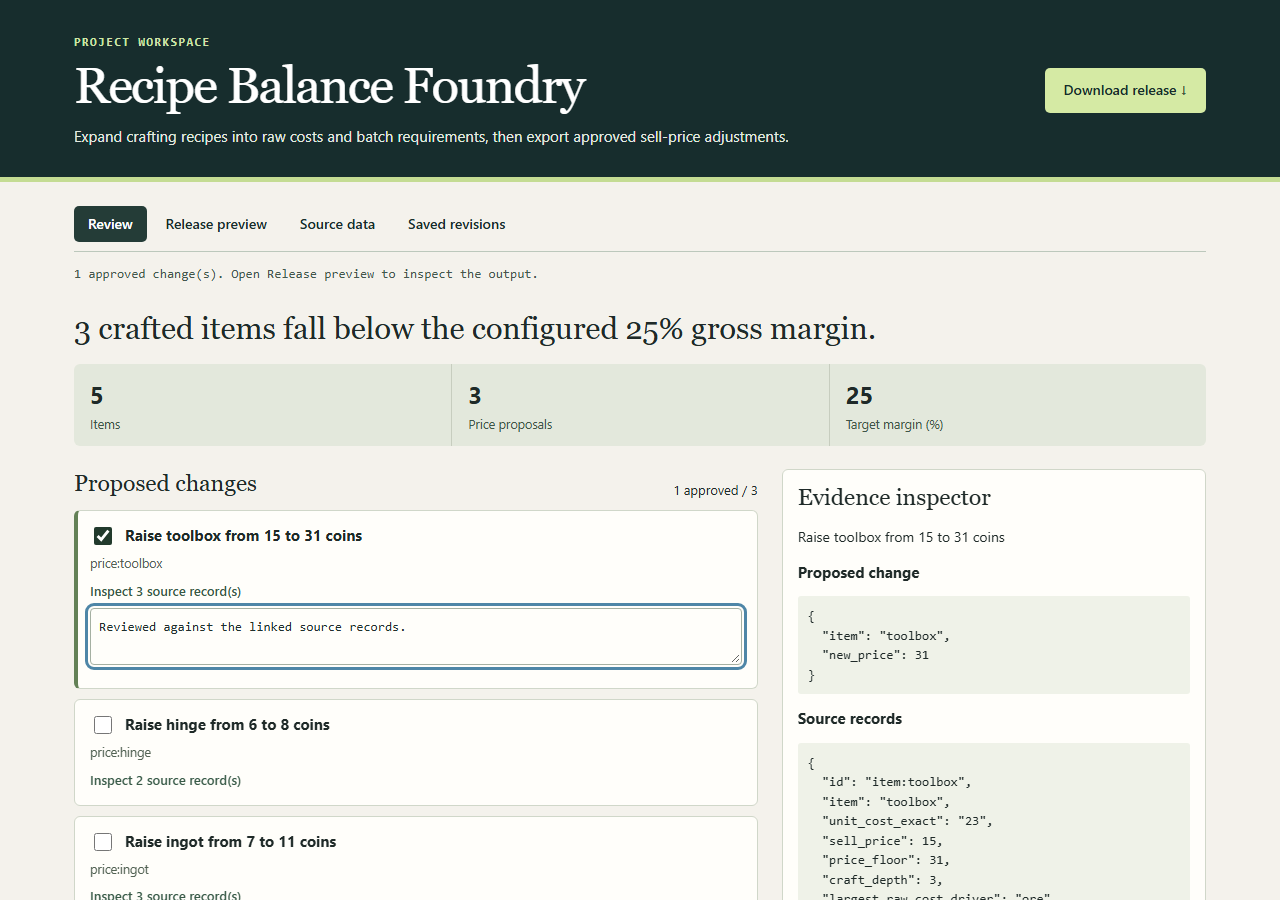 PROJECT WORKSPACE
Recipe Balance Foundry
Expand crafting recipes into raw costs and batch requirements, then export approved sell-price adjustments.
Download release ↓
Review
Release preview
Source data
Saved revisions
1 approved change(s). Open Release preview to inspect the output.
3 crafted items fall below the configured 25% gross margin.
5
Items
3
Price proposals
25
Target margin (%)
Proposed changes
1 approved / 3
Raise toolbox from 15 to 31 coins
price:toolbox
Inspect 3 source record(s)
Reviewed against the linked source records.
Raise hinge from 6 to 8 coins
price:hinge
Inspect 2 source record(s)
Raise ingot from 7 to 11 coins
price:ingot
Inspect 3 source record(s)
Evidence inspector
Raise toolbox from 15 to 31 coins
Proposed change
{
"item": "toolbox",
"new_price": 31
}
Source records
{
"id": "item:toolbox",
"item": "toolbox",
"unit_cost_exact": "23",
"sell_price": 15,
"price_floor": 31,
"craft_depth": 3,
"largest_raw_cost_driver": "ore"